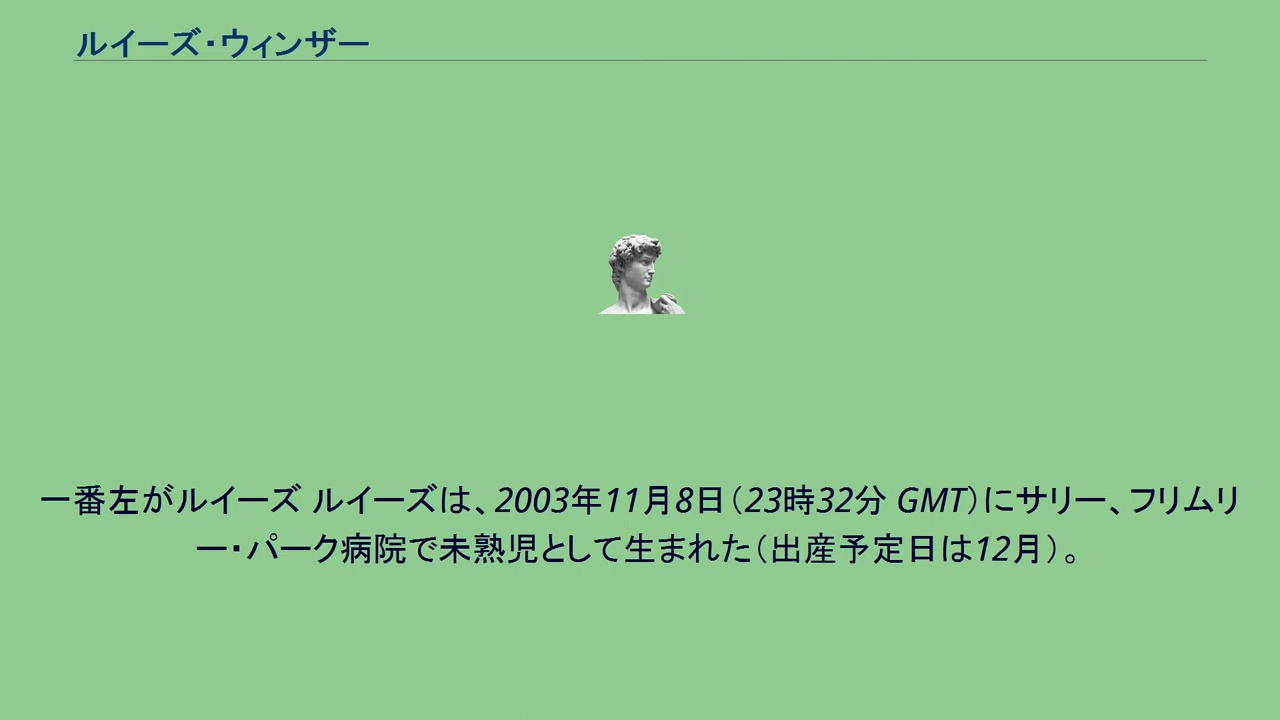 ルイーズ・ウィンザー
一番左がルイーズ ルイーズは、2003年11月8日（23時32分 GMT）にサリー、フリムリ
ー・パーク病院で未熟児として生まれた（出産予定日は12月）。